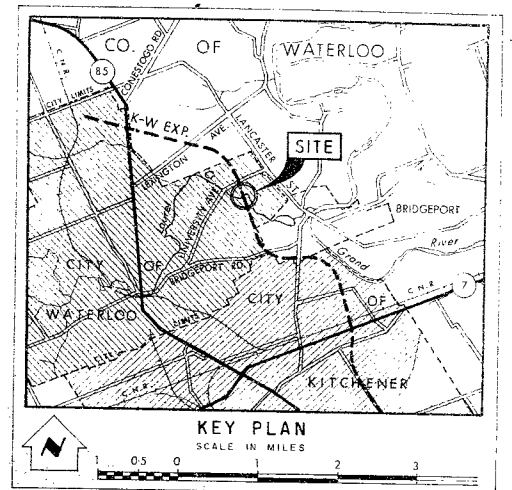 CO. OF WATERLOO
C.N.R.
85
CONESTOGO RD.
CITY LIMITS
K-W EXP.
LEXINGTON AVE.
LANCASTER ST.
SITE
Laurel
UNIVERSITY AVE.
BRIDGEPORT
Grand River
BRIDGEPORT RD.
CITY OF WATERLOO
CITY OF KITCHENER
C.N.R.
7
CITY LIMITS
C.N.R.
KEY PLAN
SCALE IN MILES
N
1 0·5 0 1 2 3